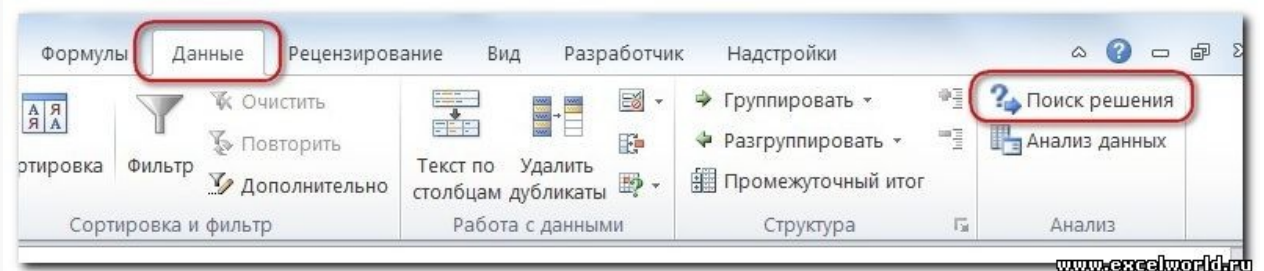 Формулы Данные Рецензирование Вид Разработчик Надстройки
А Я
Я А
Очистить
Повторить
Дополнительно
ртировка Фильтр
Текст по столбцам
Удалить дубликаты
Группировать
Разгруппировать
Промежуточный итог
Поиск решения
Анализ данных
Сортировка и фильтр Работа с данными Структура Анализ
www.excelworld.ru